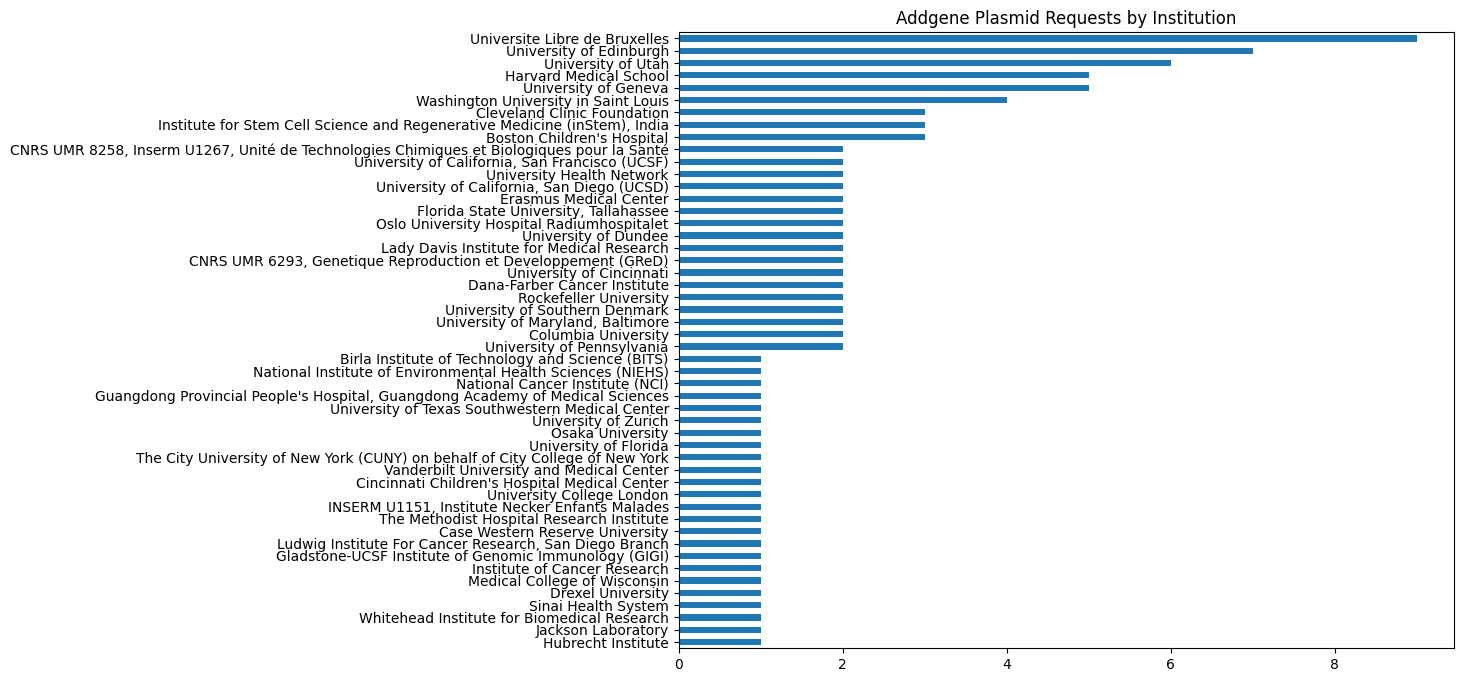 Addgene Plasmid Requests by Institution
Universite Libre de Bruxelles
University of Edinburgh
University of Utah
Harvard Medical School
University of Geneva
Washington University in Saint Louis
Cleveland Clinic Foundation
Institute for Stem Cell Science and Regenerative Medicine (inStem), India
Boston Children's Hospital
CNRS UMR 8258, Inserm U1267, Unité de Technologies Chimiques et Biologiques pour la Santé
University of California, San Francisco (UCSF)
University Health Network
University of California, San Diego (UCSD)
Erasmus Medical Center
Florida State University, Tallahassee
Oslo University Hospital Radiumhospitalet
University of Dundee
Lady Davis Institute for Medical Research
CNRS UMR 6293, Genetique Reproduction et Developpement (GReD)
University of Cincinnati
Dana-Farber Cancer Institute
Rockefeller University
University of Southern Denmark
University of Maryland, Baltimore
Columbia University
University of Pennsylvania
Birla Institute of Technology and Science (BITS)
National Institute of Environmental Health Sciences (NIEHS)
National Cancer Institute (NCI)
Guangdong Provincial People's Hospital, Guangdong Academy of Medical Sciences
University of Texas Southwestern Medical Center
University of Zurich
Osaka University
University of Florida
The City University of New York (CUNY) on behalf of City College of New York
Vanderbilt University and Medical Center
Cincinnati Children's Hospital Medical Center
University College London
INSERM U1151, Institute Necker Enfants Malades
The Methodist Hospital Research Institute
Case Western Reserve University
Ludwig Institute For Cancer Research, San Diego Branch
Gladstone-UCSF Institute of Genomic Immunology (GIGI)
Institute of Cancer Research
Medical College of Wisconsin
Drexel University
Sinai Health System
Whitehead Institute for Biomedical Research
Jackson Laboratory
Hubrecht Institute
0 2 4 6 8